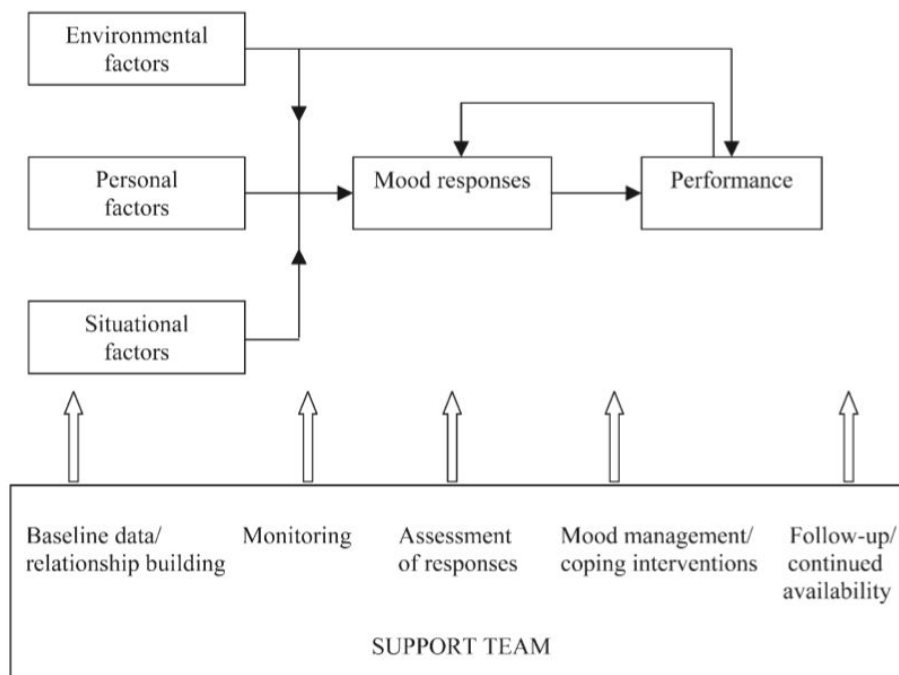 Environmental
factors
Personal
factors
Mood responses
Performance
Situational
factors
Baseline data/
relationship building
Monitoring
Assessment
of responses
Mood management/
coping interventions
Follow-up/
continued
availability
SUPPORT TEAM